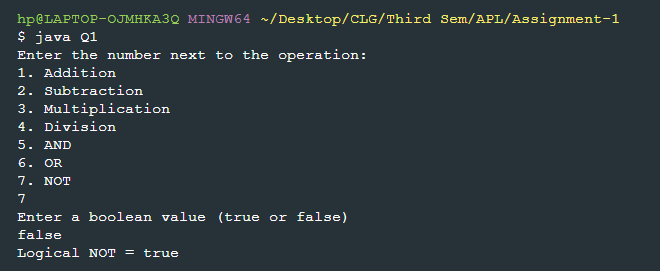 hp@LAPTOP-OJMHKA3Q MINGW64 ~/Desktop/CLG/Third Sem/APL/Assignment-1
$ java Q1
Enter the number next to the operation:
1. Addition
2. Subtraction
3. Multiplication
4. Division
5. AND
6. OR
7. NOT
7
Enter a boolean value (true or false)
false
Logical NOT = true